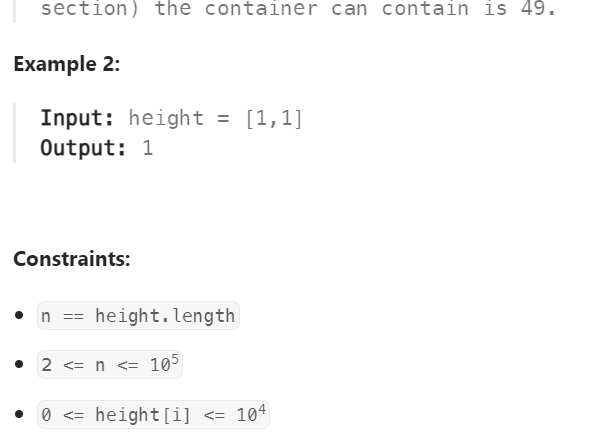 section) the container can contain is 49.
Example 2:
Input: height = [1,1]
Output: 1
Constraints:
• n == height.length
• 2 <= n <= 10⁵
• 0 <= height[i] <= 10⁴